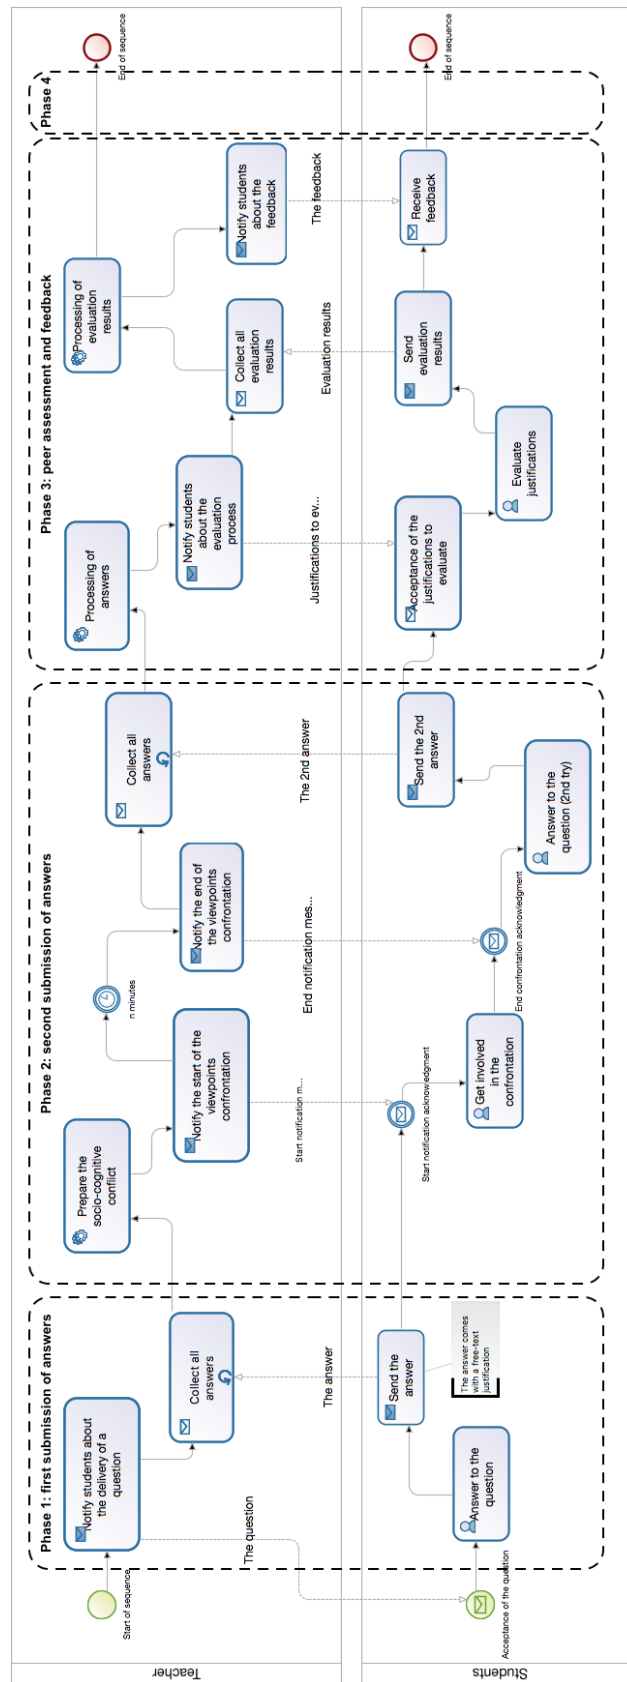 Teacher
Start of sequence
Phase 1: first submission of answers
Notify students about
the delivery of a
question
Collect all
answers
The question
The answer
Phase 2: second submission of answers
Prepare the
socio-cognitive
conflict
Notify the start of the
viewpoints
confrontation
n minutes
Notify the end of
the viewpoints
confrontation
Collect all
answers
Start notification m...
End notification mes...
The 2nd answer
Phase 3: peer assessment and feedback
Processing of
answers
Notify students
about the
evaluation
process
Collect all
evaluation
results
Processing of
evaluation
results
Notify students
about the
feedback
Justifications to ev...
Evaluation results
The feedback
Phase 4
End of sequence
Students
Acceptance of the question
Answer to the
question
Send the
answer
The answer comes
with a free-text
justification
Start notification acknowledgment
Get involved
in the
confrontation
End confrontation acknowledgment
Answer to the
question (2nd try)
Send the 2nd
answer
Acceptance of the
justifications to
evaluate
Evaluate
justifications
Send
evaluation
results
Receive
feedback
End of sequence